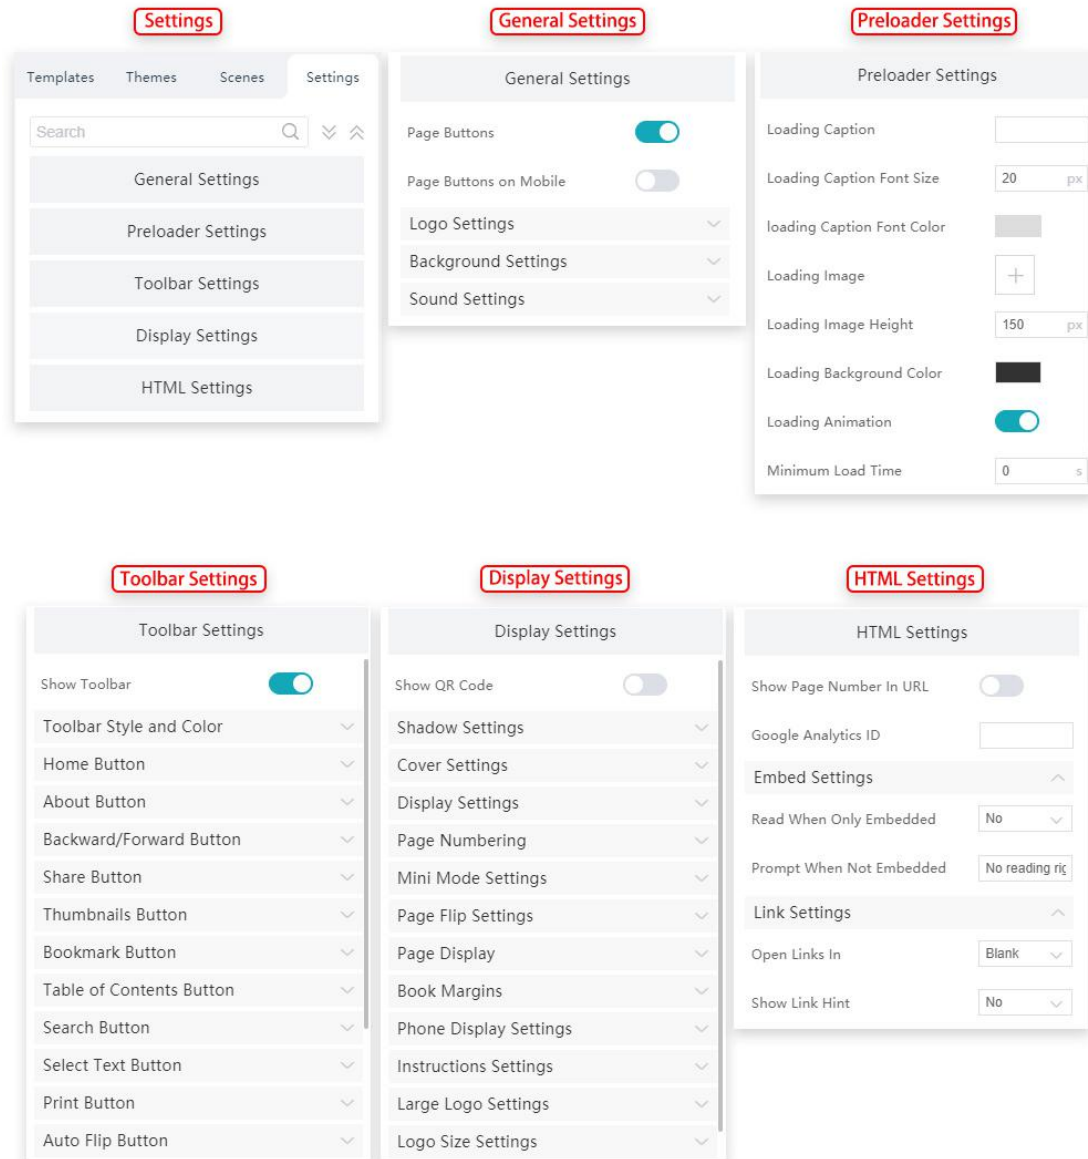 Settings
Templates Themes Scenes Settings
Search
General Settings
Preloader Settings
Toolbar Settings
Display Settings
HTML Settings
General Settings
General Settings
Page Buttons
Page Buttons on Mobile
Logo Settings
Background Settings
Sound Settings
Preloader Settings
Preloader Settings
Loading Caption
Loading Caption Font Size 20 px
loading Caption Font Color
Loading Image
Loading Image Height 150 px
Loading Background Color
Loading Animation
Minimum Load Time 0 s
Toolbar Settings
Toolbar Settings
Show Toolbar
Toolbar Style and Color
Home Button
About Button
Backward/Forward Button
Share Button
Thumbnails Button
Bookmark Button
Table of Contents Button
Search Button
Select Text Button
Print Button
Auto Flip Button
Display Settings
Display Settings
Show QR Code
Shadow Settings
Cover Settings
Display Settings
Page Numbering
Mini Mode Settings
Page Flip Settings
Page Display
Book Margins
Phone Display Settings
Instructions Settings
Large Logo Settings
Logo Size Settings
HTML Settings
HTML Settings
Show Page Number In URL
Google Analytics ID
Embed Settings
Read When Only Embedded No
Prompt When Not Embedded No reading rig
Link Settings
Open Links In Blank
Show Link Hint No